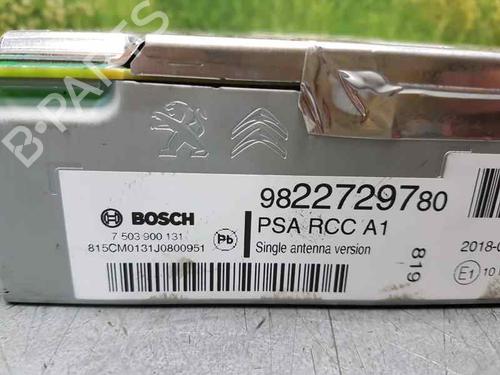 B-PARTS
9822729780
BOSCH
PSA RCC A1
7 503 900 131
815CM0131J0800951
Pb
Single antenna version
819
2018-0
E1 10